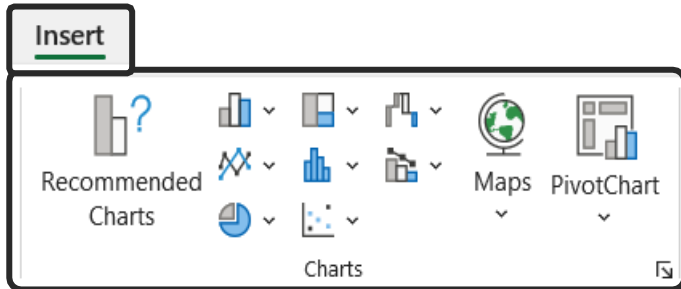 Insert
Recommended
Charts
Maps
PivotChart
Charts